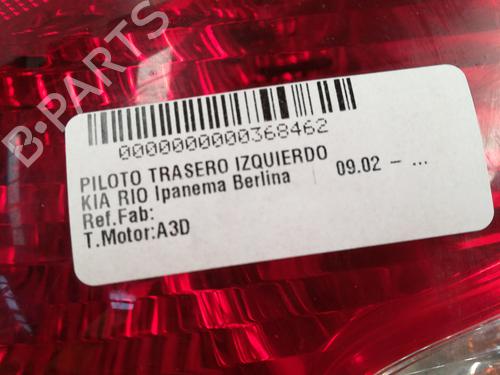 B-PARTS
0000000000368462
PILOTO TRASERO IZQUIERDO
KIA RIO Ipanema Berlina 09.02 - ...
Ref.Fab:
T.Motor:A3D